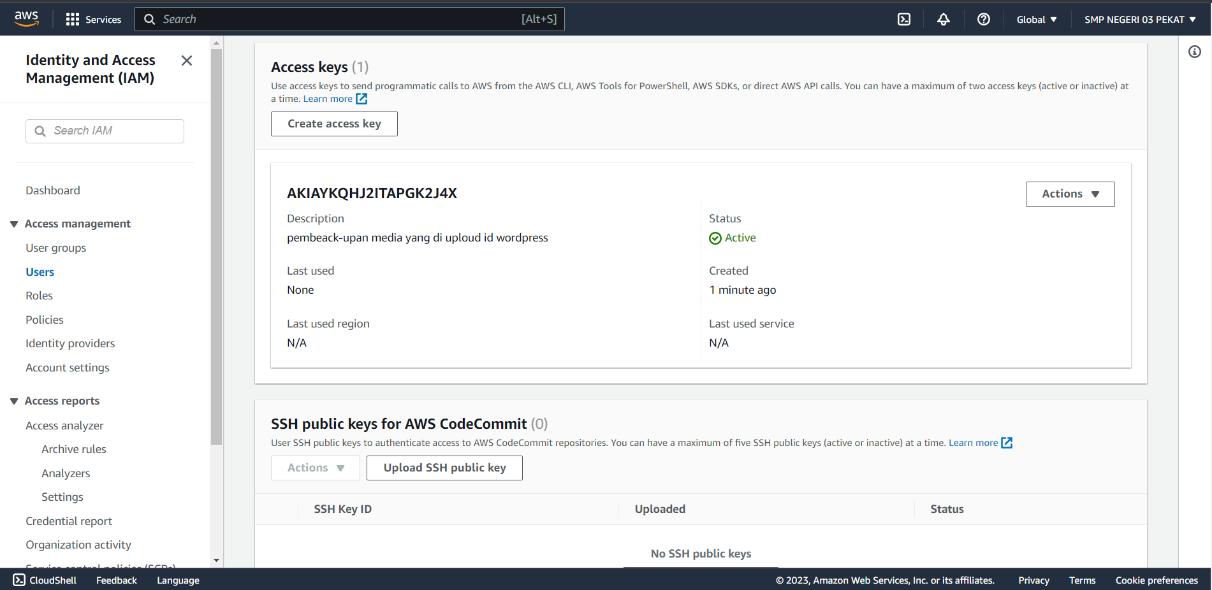 aws
Services
Search
[Alt+S]
Global
SMP NEGERI 03 PEKAT
Identity and Access
Management (IAM)
Search IAM
Dashboard
Access management
User groups
Users
Roles
Policies
Identity providers
Account settings
Access reports
Access analyzer
Archive rules
Analyzers
Settings
Credential report
Organization activity
Service control policies (SCPs)
Access keys (1)
Use access keys to send programmatic calls to AWS from the AWS CLI, AWS Tools for PowerShell, AWS SDKs, or direct AWS API calls. You can have a maximum of two access keys (active or inactive) at
a time. Learn more
Create access key
AKIAYKQHJ2ITAPGK2J4X
Actions
Description
pembeack-upan media yang di uploud id wordpress
Status
Active
Last used
None
Created
1 minute ago
Last used region
N/A
Last used service
N/A
SSH public keys for AWS CodeCommit (0)
User SSH public keys to authenticate access to AWS CodeCommit repositories. You can have a maximum of five SSH public keys (active or inactive) at a time. Learn more
Actions
Upload SSH public key
SSH Key ID
Uploaded
Status
No SSH public keys
CloudShell
Feedback
Language
© 2023, Amazon Web Services, Inc. or its affiliates.
Privacy
Terms
Cookie preferences